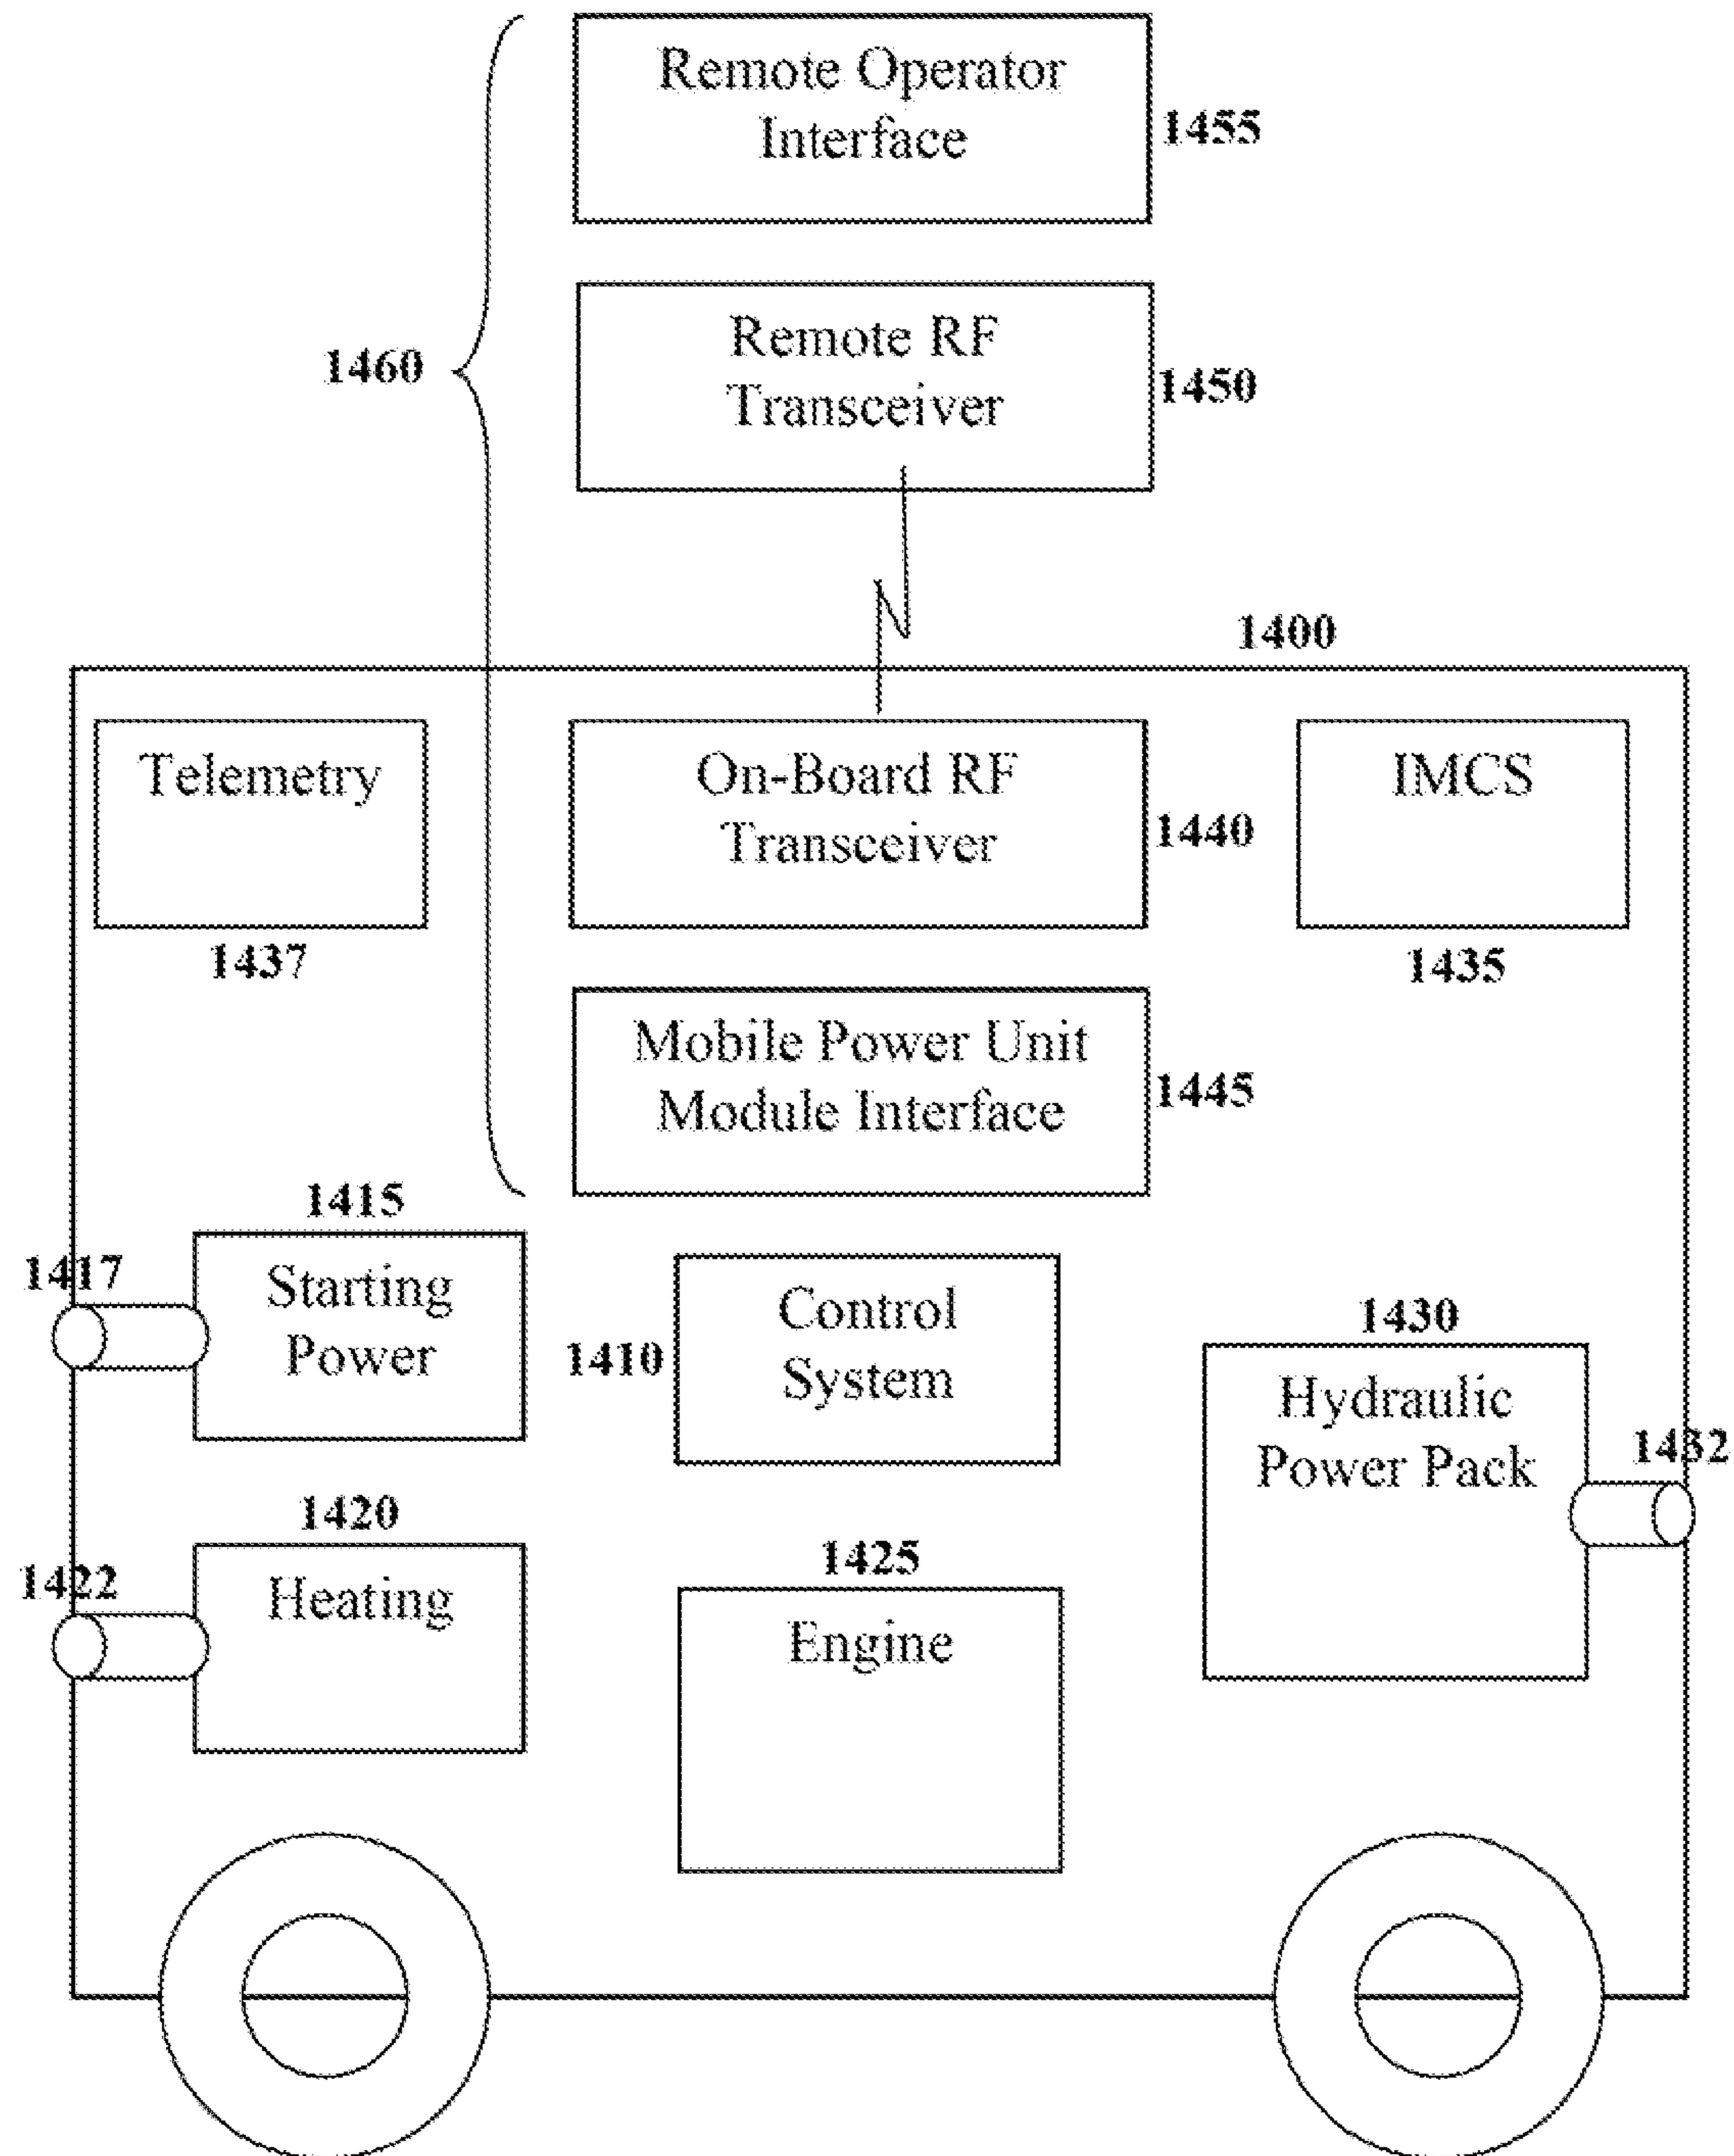 Remote Operator
Interface
1455
Remote RF
Transceiver
1450
1460
1400
Telemetry
1437
On-Board RF
Transceiver
1440
IMCS
1435
Mobile Power Unit
Module Interface
1445
1415
Starting
Power
1417
1410
Control
System
1430
Hydraulic
Power Pack
1432
1420
Heating
1422
1425
Engine